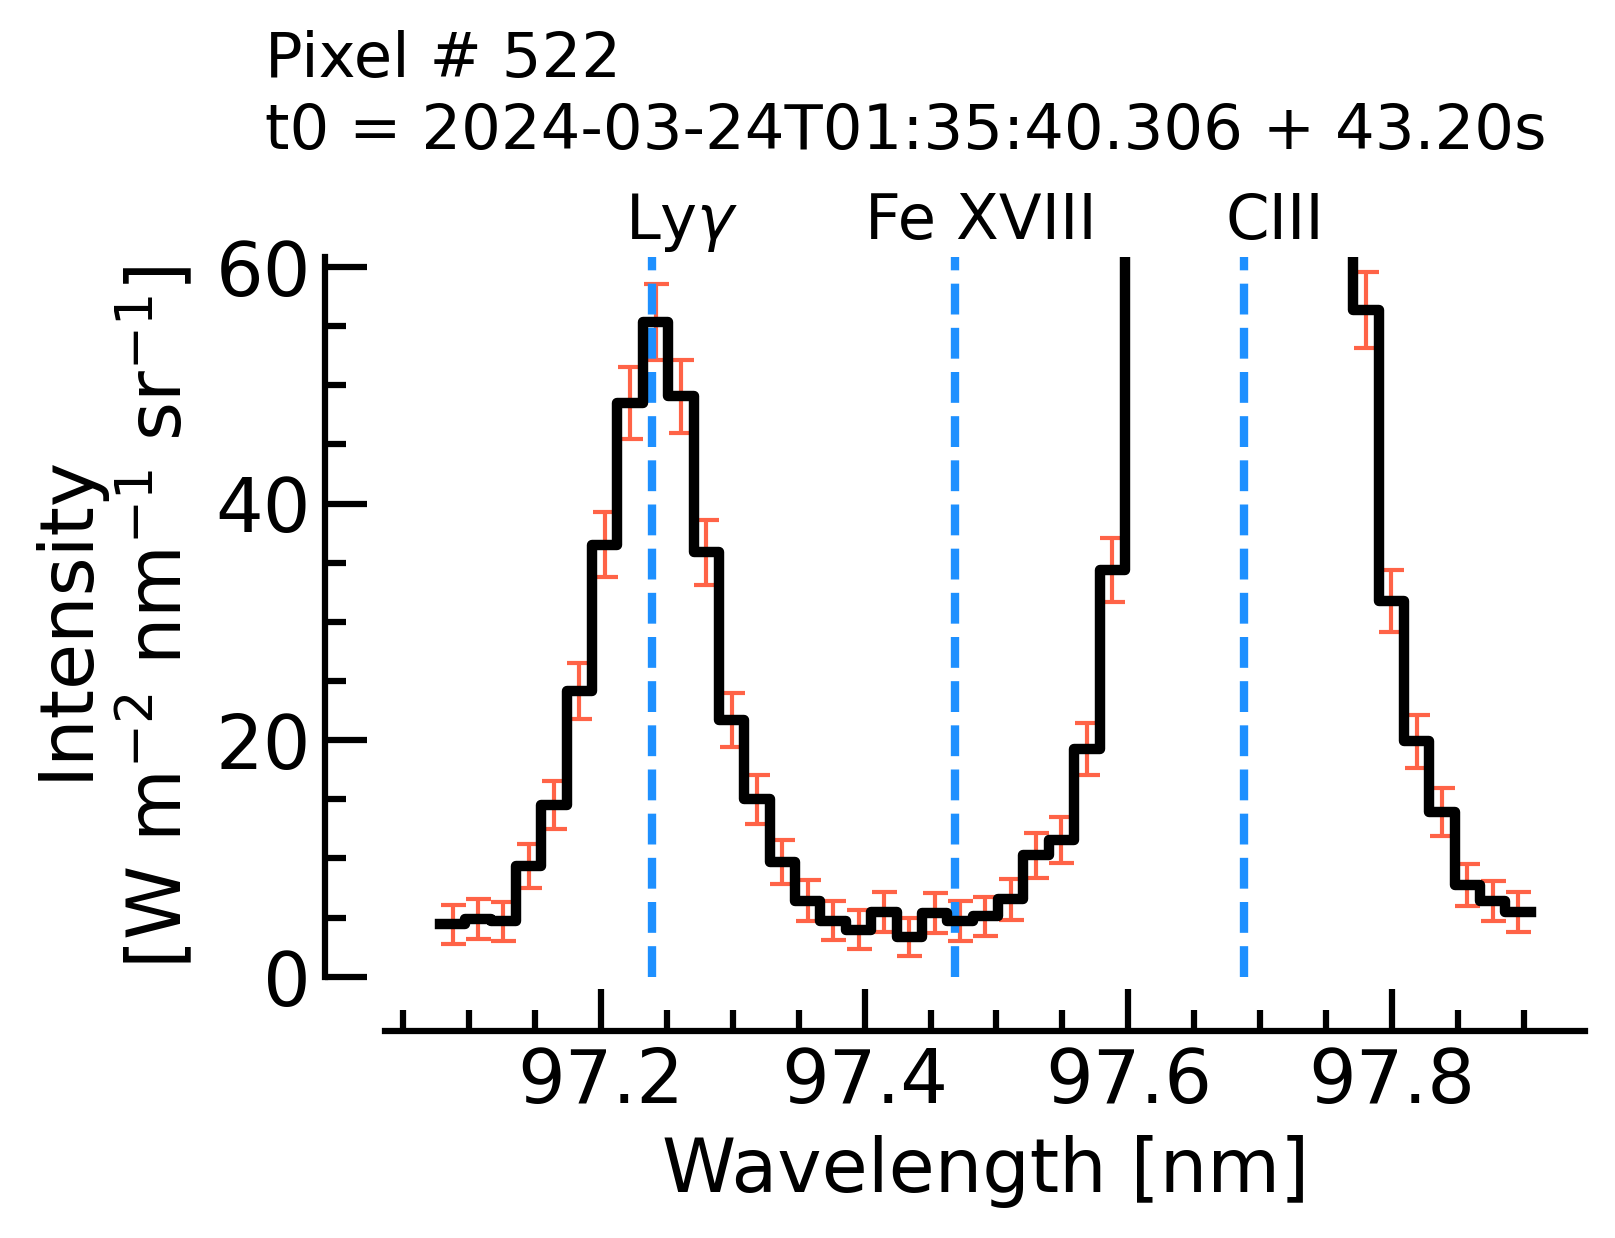 Pixel # 522
t0 = 2024-03-24T01:35:40.306 + 43.20s
Lyγ Fe XVIII CIII
60
40
20
0
Intensity
[W m⁻² nm⁻¹ sr⁻¹]
97.2 97.4 97.6 97.8
Wavelength [nm]